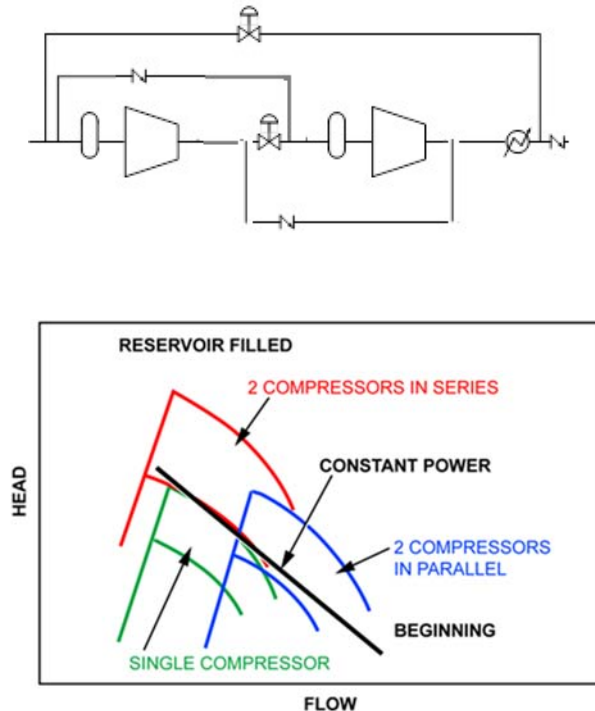 RESERVOIR FILLED
2 COMPRESSORS IN SERIES
CONSTANT POWER
HEAD
2 COMPRESSORS
IN PARALLEL
BEGINNING
SINGLE COMPRESSOR
FLOW